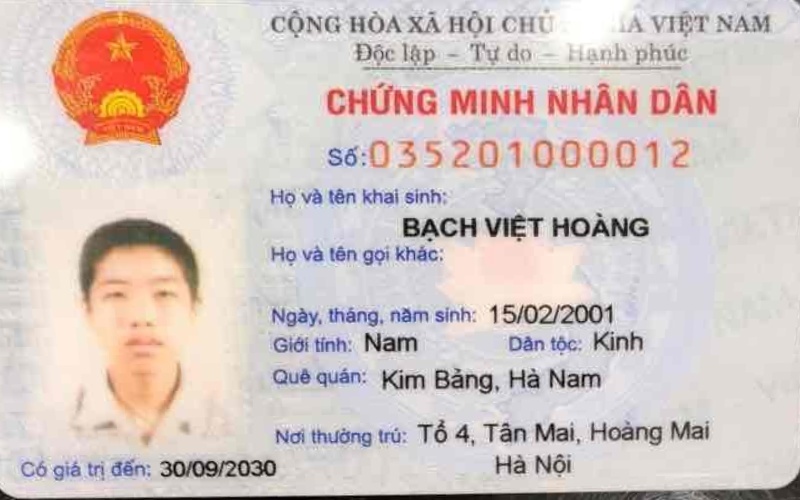 CỘNG HÒA XÃ HỘI CHỦ VIỆT NAM
Độc lập - Tự do - Hạnh phúc
CHỨNG MINH NHÂN DÂN
Số:035201000012
Họ và tên khai sinh:
BẠCH VIỆT HOÀNG
Họ và tên gọi khác:
Ngày, tháng, năm sinh: 15/02/2001
Giới tính: Nam Dân tộc: Kinh
Quê quán: Kim Bảng, Hà Nam
Nơi thường trú: Tổ 4, Tân Mai, Hoàng Mai
Hà Nội
Có giá trị đến: 30/09/2030